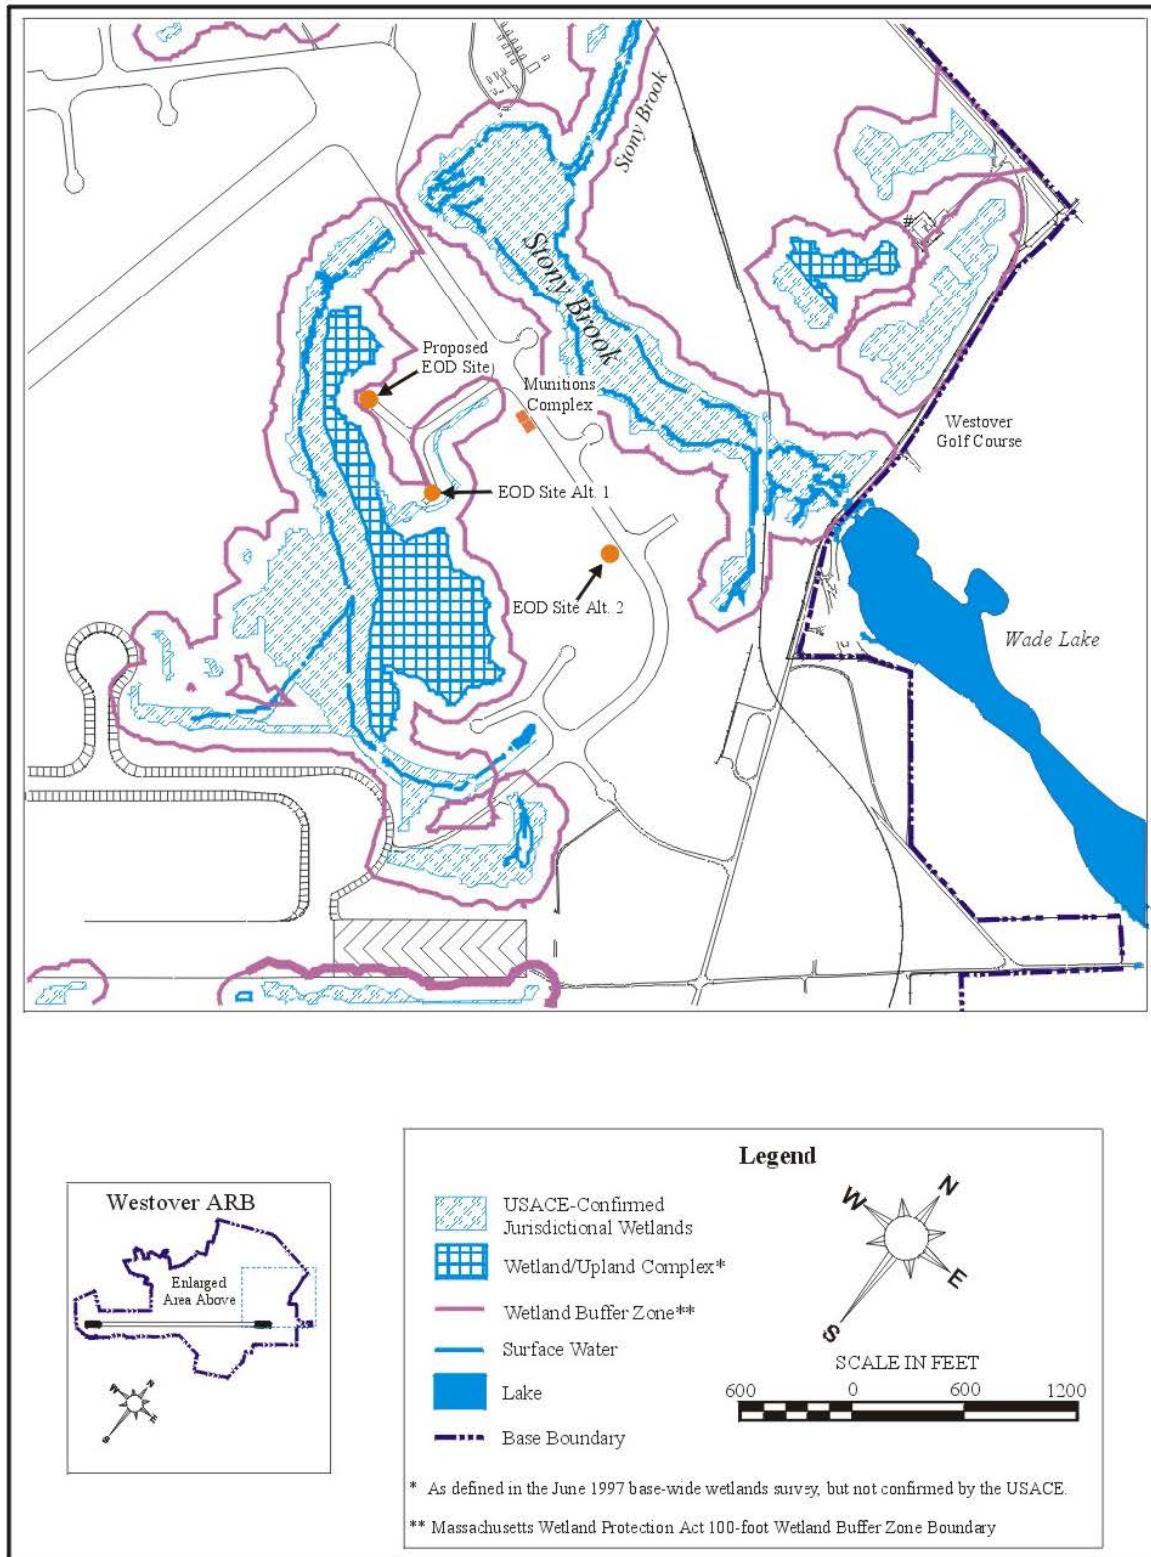 Stony Brook
Stony Brook
Proposed
EOD Site
Munitions
Complex
#
Westover
Golf Course
EOD Site Alt. 1
EOD Site Alt. 2
Wade Lake
Westover ARB
Enlarged
Area Above
W
N
E
S
Legend
USACE-Confirmed
Jurisdictional Wetlands
Wetland/Upland Complex*
Wetland Buffer Zone**
Surface Water
Lake
Base Boundary
W
N
E
S
SCALE IN FEET
600 0 600 1200
* As defined in the June 1997 base-wide wetlands survey, but not confirmed by the USACE.
** Massachusetts Wetland Protection Act 100-foot Wetland Buffer Zone Boundary